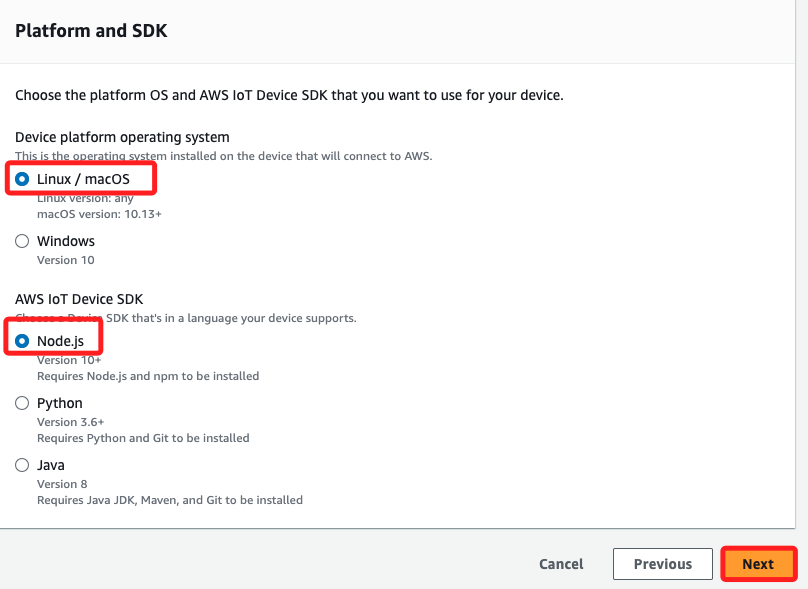 Platform and SDK
Choose the platform OS and AWS IoT Device SDK that you want to use for your device.
Device platform operating system
This is the operating system installed on the device that will connect to AWS.
Linux / macOS
Linux version: any
macOS version: 10.13+
Windows
Version 10
AWS IoT Device SDK
Choose a Device SDK that's in a language your device supports.
Node.js
Version 10+
Requires Node.js and npm to be installed
Python
Version 3.6+
Requires Python and Git to be installed
Java
Version 8
Requires Java JDK, Maven, and Git to be installed
Cancel
Previous
Next